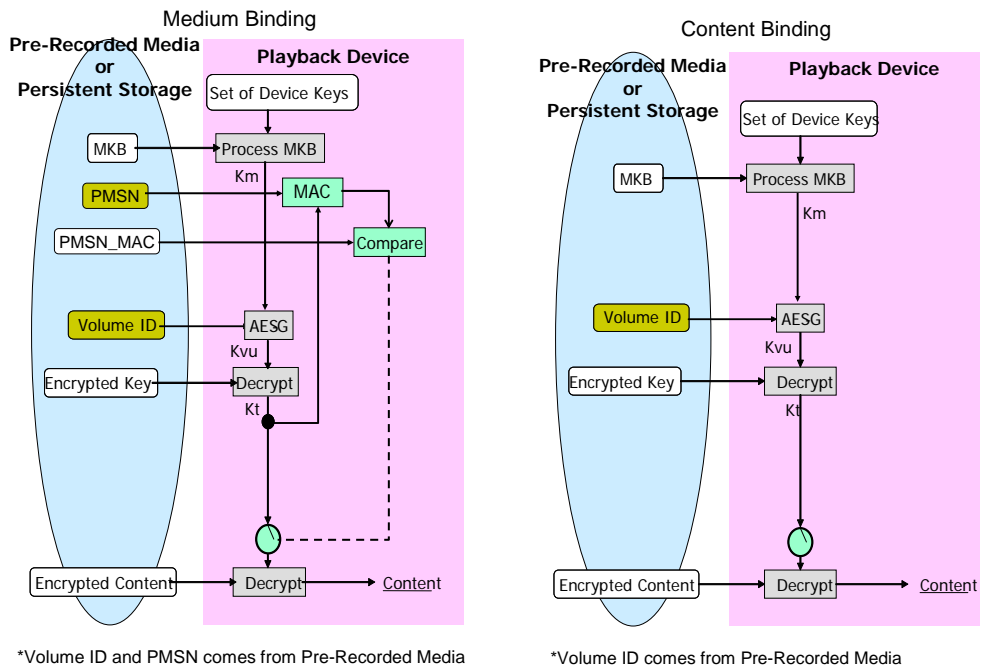 Medium Binding
Pre-Recorded Media
or
Persistent Storage
Playback Device
Set of Device Keys
MKB
Process MKB
Km
PMSN
MAC
PMSN_MAC
Compare
Volume ID
AESG
Kvu
Encrypted Key
Decrypt
Kt
Encrypted Content
Decrypt
Content
*Volume ID and PMSN comes from Pre-Recorded Media
Content Binding
Pre-Recorded Media
or
Persistent Storage
Playback Device
Set of Device Keys
MKB
Process MKB
Km
Volume ID
AESG
Kvu
Encrypted Key
Decrypt
Kt
Encrypted Content
Decrypt
Content
*Volume ID comes from Pre-Recorded Media